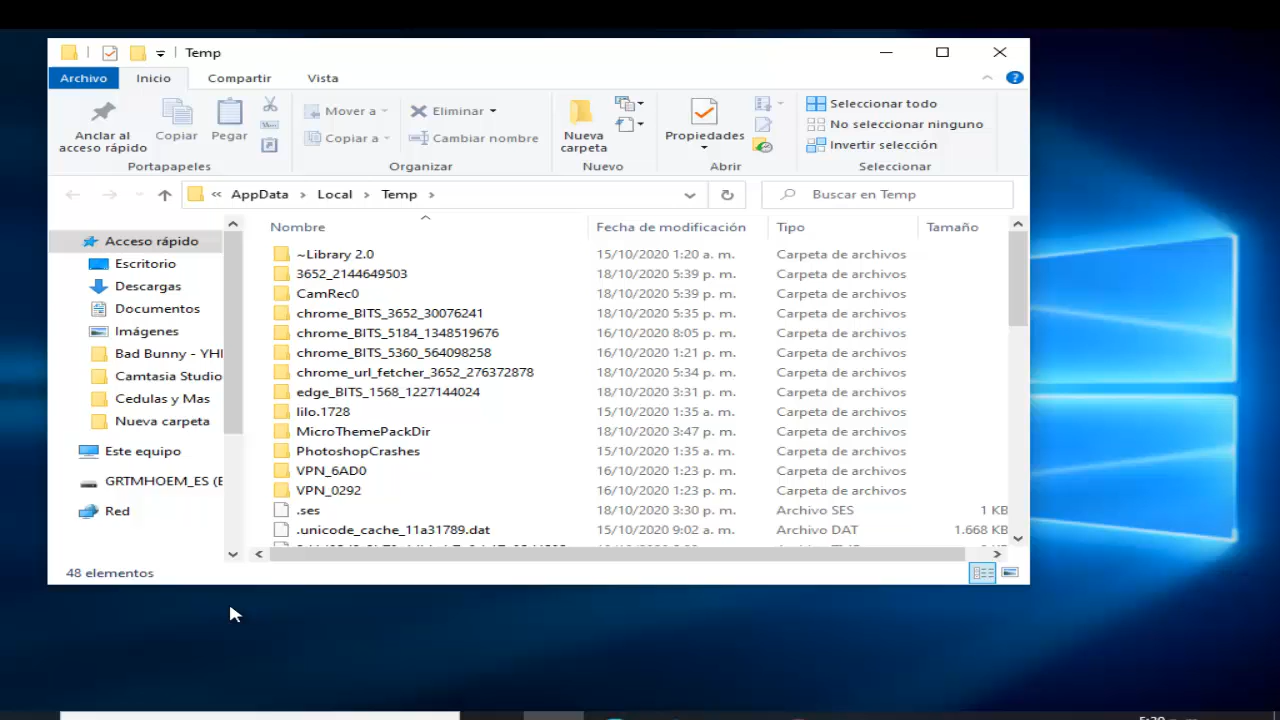 Temp
Archivo Inicio Compartir Vista
Anclar al acceso rápido
Copiar
Pegar
Portapapeles
Mover a
Copiar a
Eliminar
Cambiar nombre
Organizar
Nueva carpeta
Nuevo
Propiedades
Abrir
Seleccionar todo
No seleccionar ninguno
Invertir selección
Seleccionar
« AppData › Local › Temp ›
Buscar en Temp
Acceso rápido
Escritorio
Descargas
Documentos
Imágenes
Bad Bunny - YHI
Camtasia Studio
Cedulas y Mas
Nueva carpeta
Este equipo
GRTMHOEM_ES (E
Red
Nombre Fecha de modificación Tipo Tamaño
~Library 2.0 15/10/2020 1:20 a. m. Carpeta de archivos
3652_2144649503 18/10/2020 5:39 p. m. Carpeta de archivos
CamRec0 18/10/2020 5:39 p. m. Carpeta de archivos
chrome_BITS_3652_30076241 18/10/2020 5:35 p. m. Carpeta de archivos
chrome_BITS_5184_1348519676 16/10/2020 8:05 p. m. Carpeta de archivos
chrome_BITS_5360_564098258 16/10/2020 1:21 p. m. Carpeta de archivos
chrome_url_fetcher_3652_276372878 18/10/2020 5:34 p. m. Carpeta de archivos
edge_BITS_1568_1227144024 18/10/2020 3:31 p. m. Carpeta de archivos
lilo.1728 15/10/2020 1:35 a. m. Carpeta de archivos
MicroThemePackDir 18/10/2020 3:47 p. m. Carpeta de archivos
PhotoshopCrashes 15/10/2020 1:35 a. m. Carpeta de archivos
VPN_6AD0 16/10/2020 1:23 p. m. Carpeta de archivos
VPN_0292 16/10/2020 1:23 p. m. Carpeta de archivos
.ses 18/10/2020 3:30 p. m. Archivo SES 1 KB
.unicode_cache_11a31789.dat 15/10/2020 9:02 a. m. Archivo DAT 1.668 KB
48 elementos